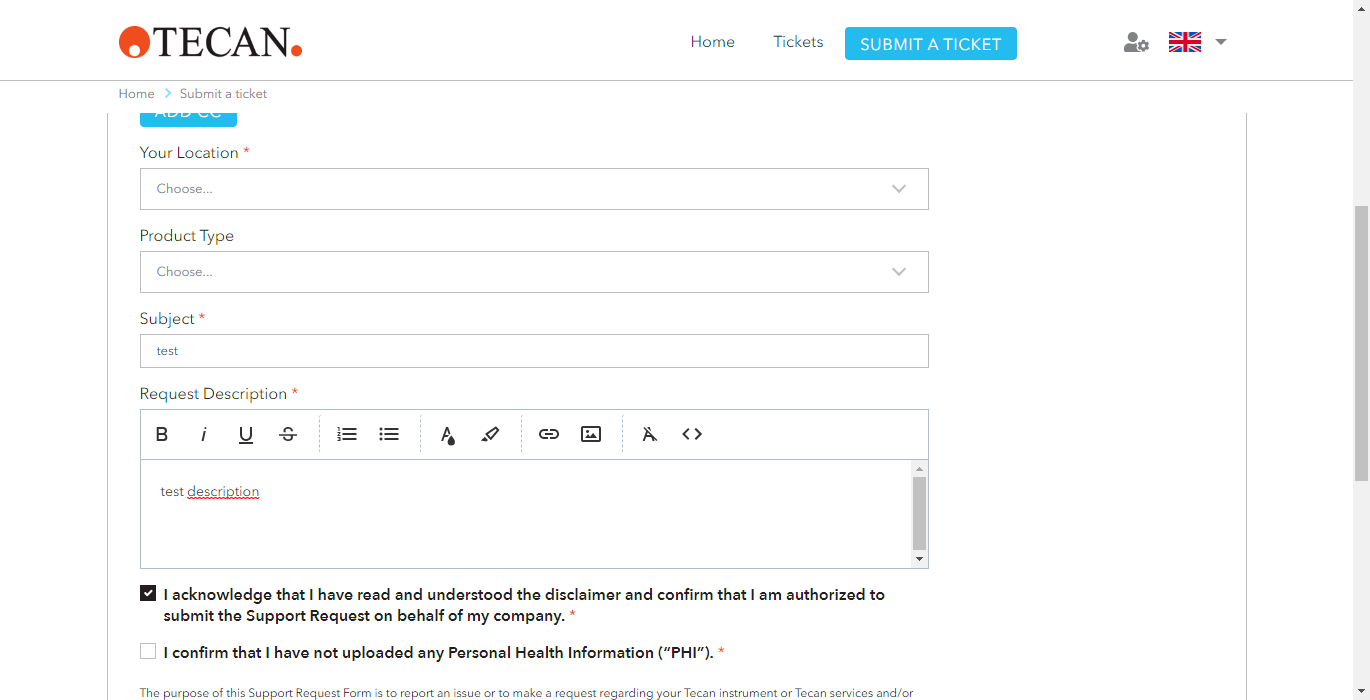 TECAN.
Home
Tickets
SUBMIT A TICKET
Home
Submit a ticket
ADD CC
Your Location *
Choose...
Product Type
Choose...
Subject *
test
Request Description *
B i U S
test description
I acknowledge that I have read and understood the disclaimer and confirm that I am authorized to
submit the Support Request on behalf of my company. *
I confirm that I have not uploaded any Personal Health Information (“PHI”). *
The purpose of this Support Request Form is to report an issue or to make a request regarding your Tecan instrument or Tecan services and/or